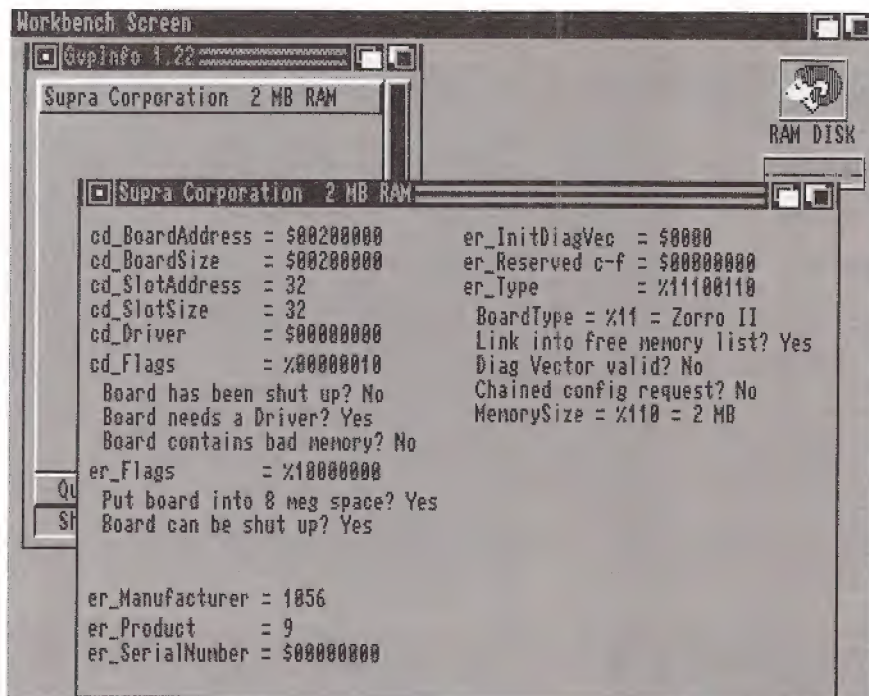 Workbench Screen
GvpInfo 1.22
Supra Corporation 2 MB RAM
RAM DISK
Supra Corporation 2 MB RAM
cd_BoardAddress = $00200000
cd_BoardSize = $00200000
cd_SlotAddress = 32
cd_SlotSize = 32
cd_Driver = $00000000
cd_Flags = %00000010
Board has been shut up? No
Board needs a Driver? Yes
Board contains bad memory? No
er_Flags = %10000000
Put board into 8 meg space? Yes
Board can be shut up? Yes
er_Manufacturer = 1056
er_Product = 9
er_SerialNumber = $00000000
er_InitDiagVec = $0000
er_Reserved c-f = $00000000
er_Type = %11100110
BoardType = %11 = Zorro II
Link into free memory list? Yes
Diag Vector valid? No
Chained config request? No
MemorySize = %110 = 2 MB
Qu
Sh